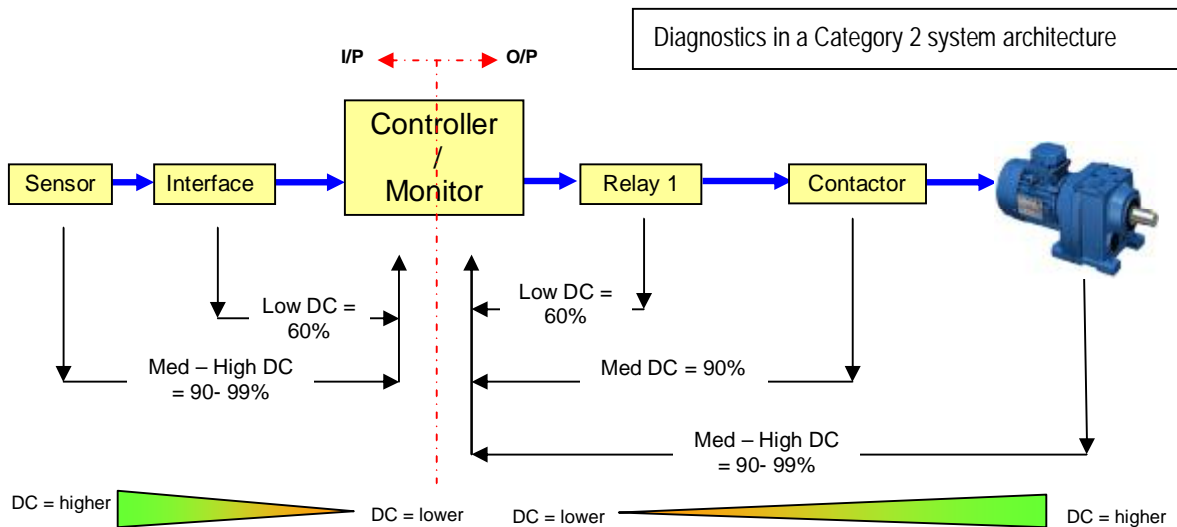 Diagnostics in a Category 2 system architecture
I/P
O/P
Controller
/
Monitor
Sensor
Interface
Relay 1
Contactor
Low DC =
60%
Low DC =
60%
Med – High DC
= 90- 99%
Med DC = 90%
Med – High DC
= 90- 99%
DC = higher
DC = lower
DC = lower
DC = higher